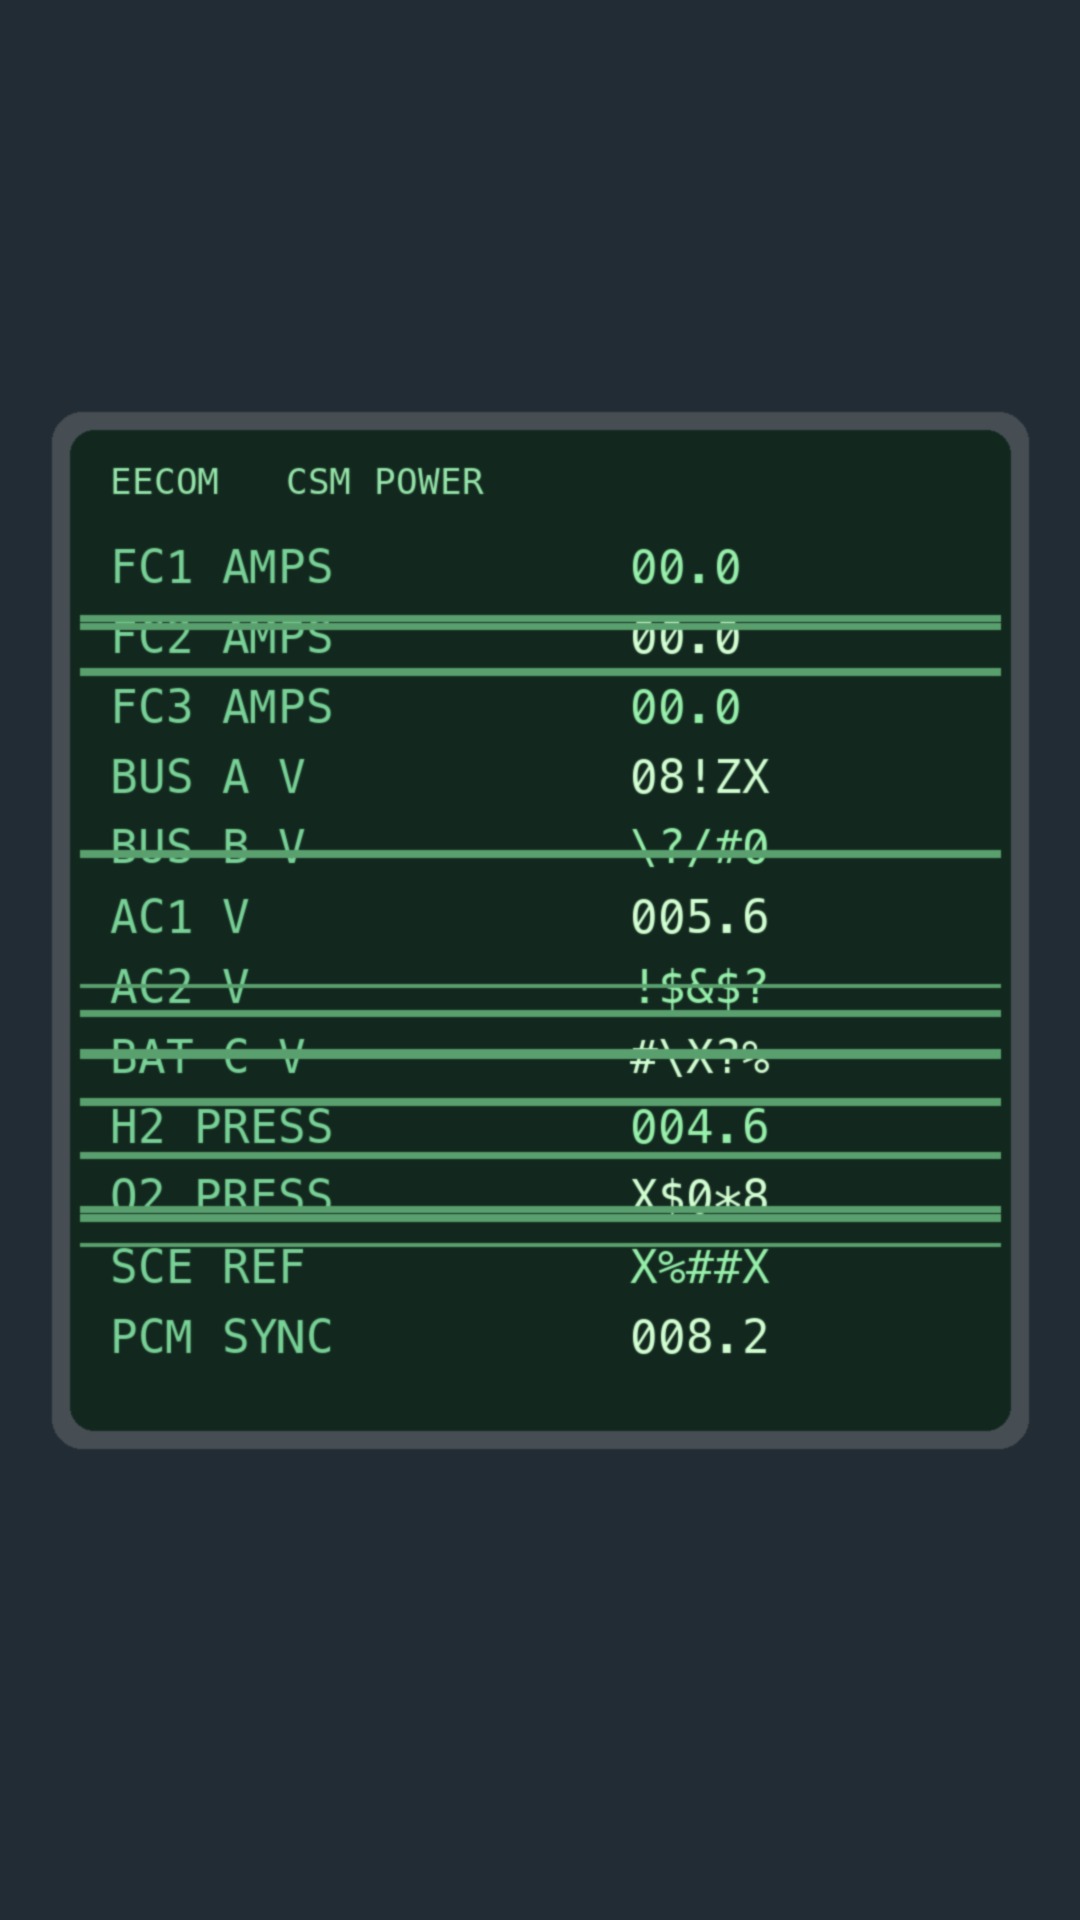 EECOM   CSM POWER
FC1 AMPS 00.0
FC2 AMPS 00.0
FC3 AMPS 00.0
BUS A V 08!ZX
BUS B V \?/#0
AC1 V 005.6
AC2 V !$&$?
BAT C V #\X?%
H2 PRESS 004.6
O2 PRESS X$0*8
SCE REF X%##X
PCM SYNC 008.2